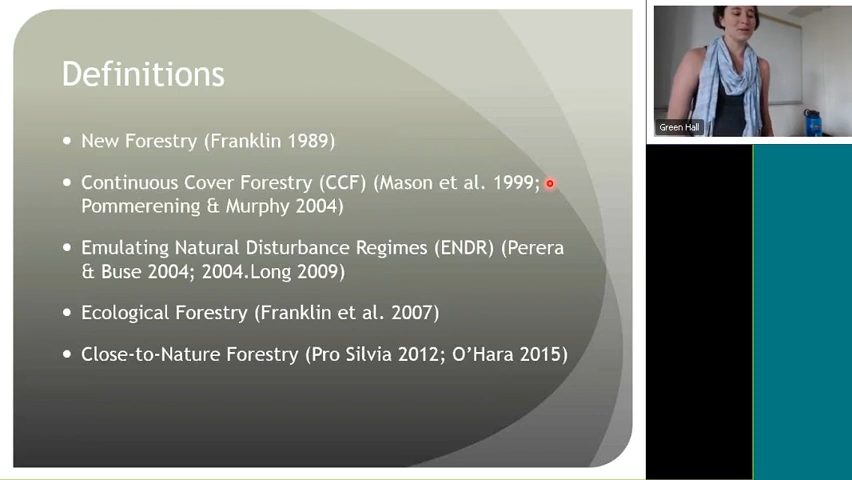 Definitions
• New Forestry (Franklin 1989)
• Continuous Cover Forestry (CCF) (Mason et al. 1999;
Pommerening & Murphy 2004)
• Emulating Natural Disturbance Regimes (ENDR) (Perera
& Buse 2004; 2004.Long 2009)
• Ecological Forestry (Franklin et al. 2007)
• Close-to-Nature Forestry (Pro Silvia 2012; O’Hara 2015)
Green Hall